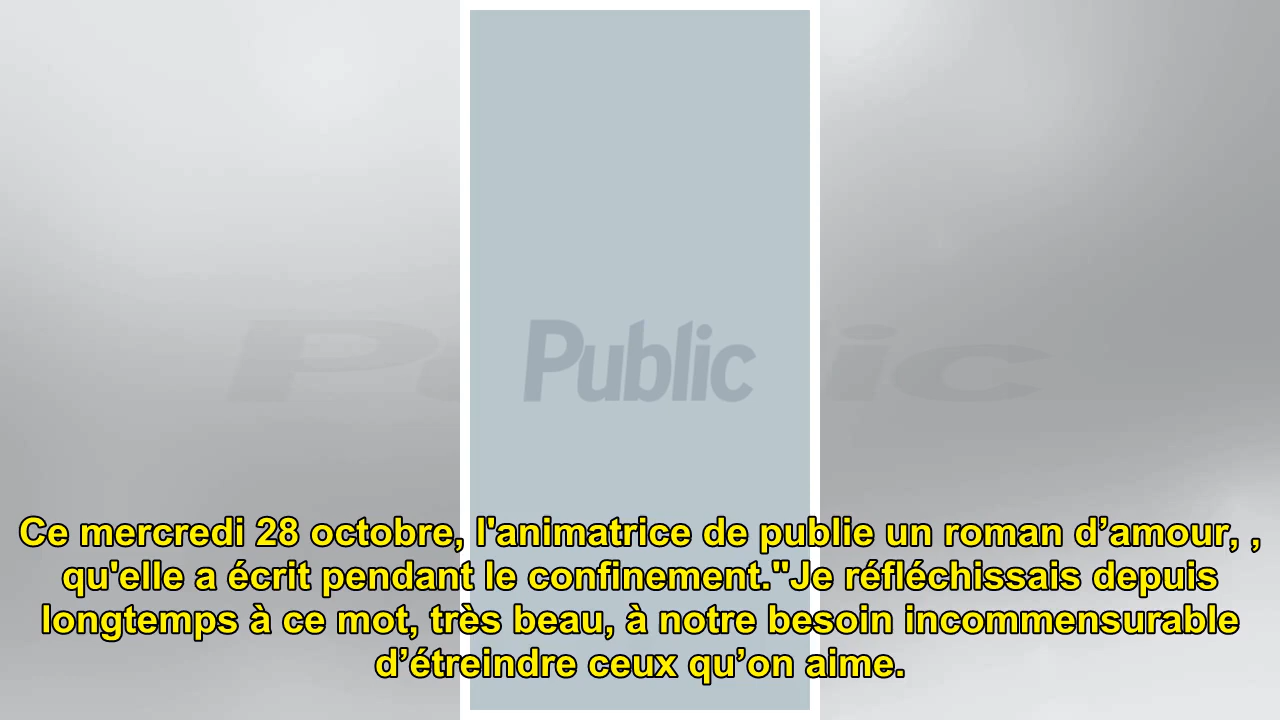 Public
Ce mercredi 28 octobre, l'animatrice de publie un roman d’amour, ,
qu'elle a écrit pendant le confinement."Je réfléchissais depuis
longtemps à ce mot, très beau, à notre besoin incommensurable
d’étreindre ceux qu’on aime.